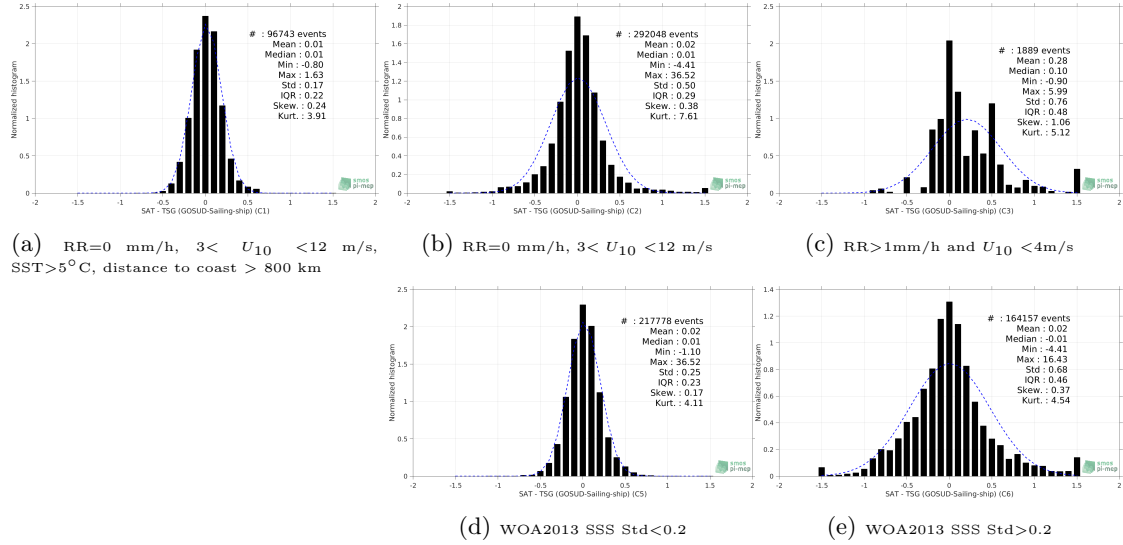 2.5
2
1.5
1
0.5
0
Normalized histogram
# : 96743 events
Mean : 0.01
Median : 0.01
Min : -0.80
Max : 1.63
Std : 0.17
IQR : 0.22
Skew. : 0.24
Kurt. : 3.91
smos
pi-mep
-2 -1.5 -1 -0.5 0 0.5 1 1.5 2
SAT - TSG (GOSUD-Sailing-ship) (C1)
2
1.8
1.6
1.4
1.2
1
0.8
0.6
0.4
0.2
0
Normalized histogram
# : 292048 events
Mean : 0.02
Median : 0.01
Min : -4.41
Max : 36.52
Std : 0.50
IQR : 0.29
Skew. : 0.38
Kurt. : 7.61
smos
pi-mep
-2 -1.5 -1 -0.5 0 0.5 1 1.5 2
SAT - TSG (GOSUD-Sailing-ship) (C2)
2.5
2
1.5
1
0.5
0
Normalized histogram
# : 1889 events
Mean : 0.28
Median : 0.10
Min : -0.90
Max : 5.99
Std : 0.76
IQR : 0.48
Skew. : 1.06
Kurt. : 5.12
smos
pi-mep
-2 -1.5 -1 -0.5 0 0.5 1 1.5 2
SAT - TSG (GOSUD-Sailing-ship) (C3)
(a) RR=0 mm/h, 3< U10 <12 m/s,
SST>5°C, distance to coast > 800 km
(b) RR=0 mm/h, 3< U10 <12 m/s
(c) RR>1mm/h and U10 <4m/s
2.5
2
1.5
1
0.5
0
Normalized histogram
# : 217778 events
Mean : 0.02
Median : 0.01
Min : -1.10
Max : 36.52
Std : 0.25
IQR : 0.23
Skew. : 0.17
Kurt. : 4.11
smos
pi-mep
-2 -1.5 -1 -0.5 0 0.5 1 1.5 2
SAT - TSG (GOSUD-Sailing-ship) (C5)
1.4
1.2
1
0.8
0.6
0.4
0.2
0
Normalized histogram
# : 164157 events
Mean : 0.02
Median : -0.01
Min : -4.41
Max : 16.43
Std : 0.68
IQR : 0.46
Skew. : 0.37
Kurt. : 4.54
smos
pi-mep
-2 -1.5 -1 -0.5 0 0.5 1 1.5 2
SAT - TSG (GOSUD-Sailing-ship) (C6)
(d) WOA2013 SSS Std<0.2
(e) WOA2013 SSS Std>0.2